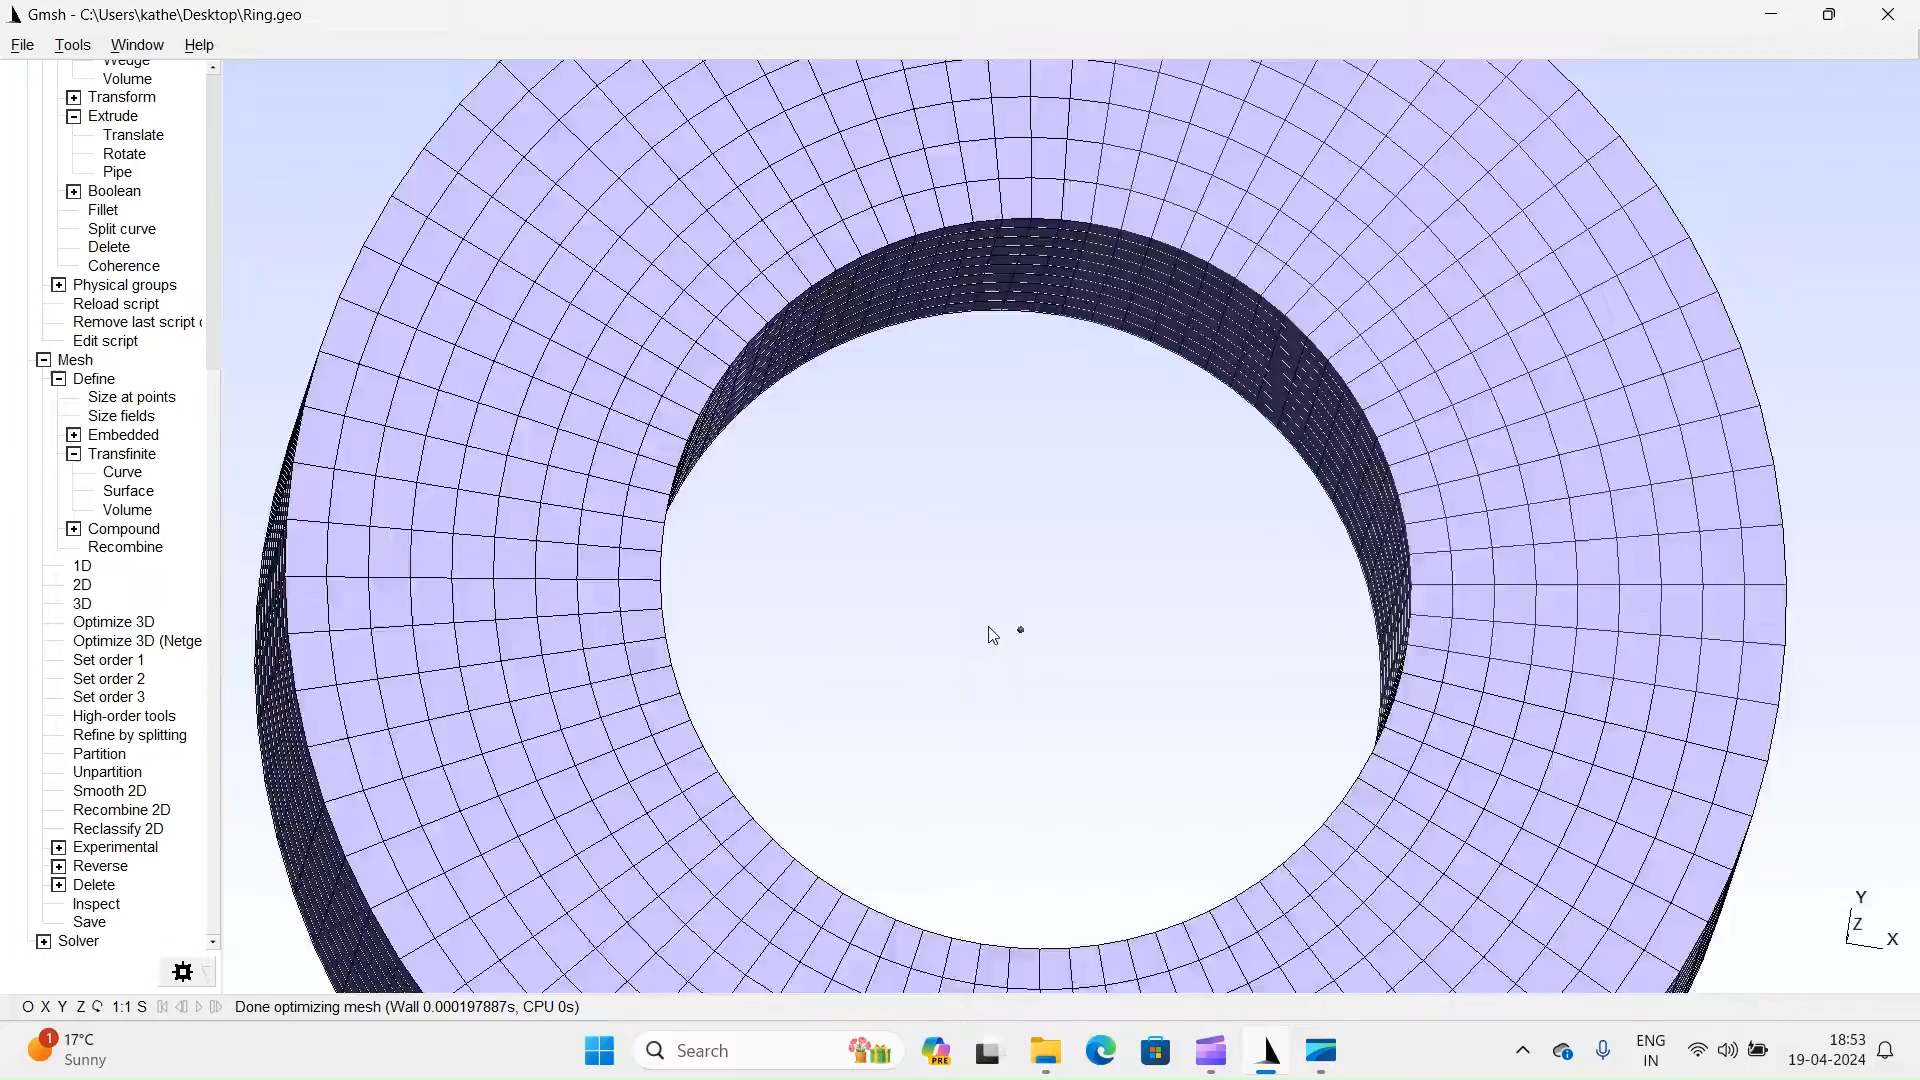 Gmsh - C:\Users\kathe\Desktop\Ring.geo
File Tools Window Help
Wedge
Volume
Transform
Extrude
Translate
Rotate
Pipe
Boolean
Fillet
Split curve
Delete
Coherence
Physical groups
Reload script
Remove last script c
Edit script
Mesh
Define
Size at points
Size fields
Embedded
Transfinite
Curve
Surface
Volume
Compound
Recombine
1D
2D
3D
Optimize 3D
Optimize 3D (Netge
Set order 1
Set order 2
Set order 3
High-order tools
Refine by splitting
Partition
Unpartition
Smooth 2D
Recombine 2D
Reclassify 2D
Experimental
Reverse
Delete
Inspect
Save
Solver
Y
Z
X
O X Y Z 1:1 S Done optimizing mesh (Wall 0.000197887s, CPU 0s)
1
17°C
Sunny
Search
PRE
ENG
IN
18:53
19-04-2024